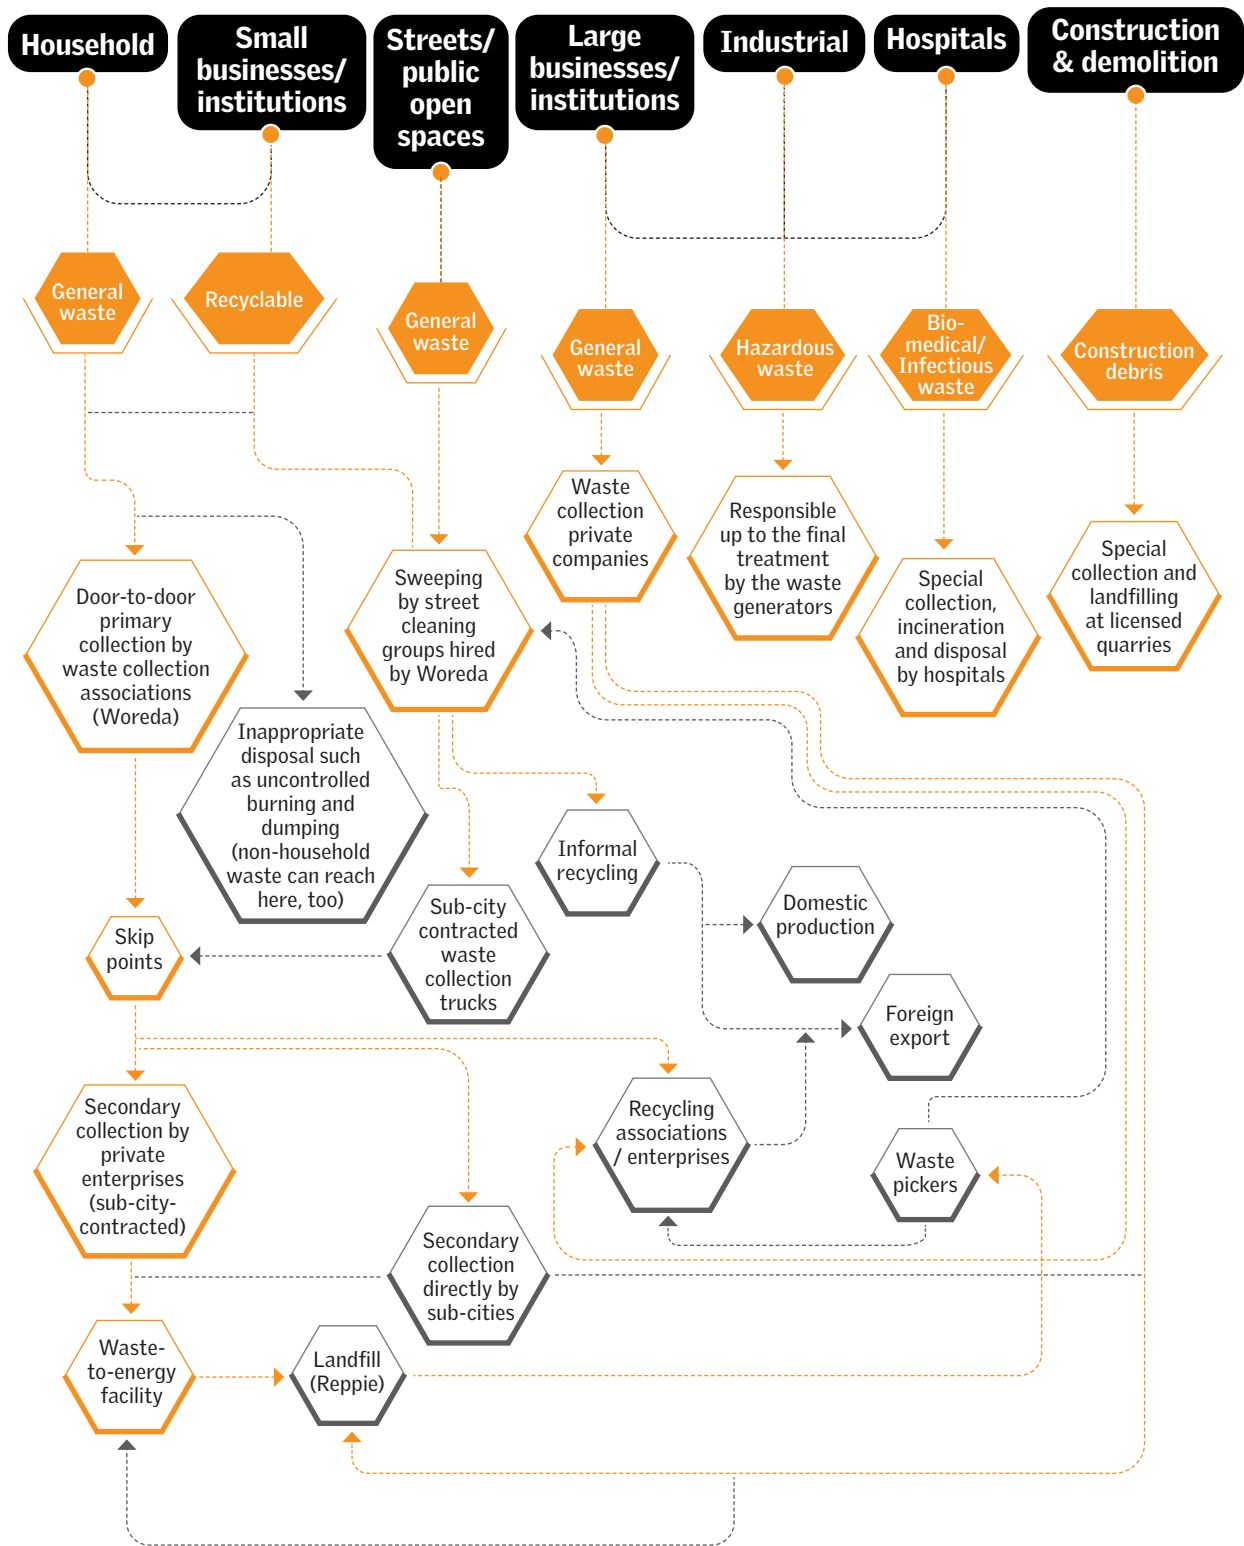 Household
Small
businesses/
institutions
Streets/
public
open
spaces
Large
businesses/
institutions
Industrial
Hospitals
Construction
& demolition
General
waste
Recyclable
General
waste
General
waste
Hazardous
waste
Bio-
medical/
Infectious
waste
Construction
debris
Waste
collection
private
companies
Responsible
up to the final
treatment
by the waste
generators
Special
collection,
incineration
and disposal
by hospitals
Special
collection and
landfilling
at licensed
quarries
Door-to-door
primary
collection by
waste collection
associations
(Woreda)
Sweeping
by street
cleaning
groups hired
by Woreda
Inappropriate
disposal such
as uncontrolled
burning and
dumping
(non-household
waste can reach
here, too)
Informal
recycling
Domestic
production
Skip
points
Sub-city
contracted
waste
collection
trucks
Foreign
export
Secondary
collection by
private
enterprises
(sub-city-
contracted)
Recycling
associations
/ enterprises
Waste
pickers
Secondary
collection
directly by
sub-cities
Waste-
to-energy
facility
Landfill
(Reppie)